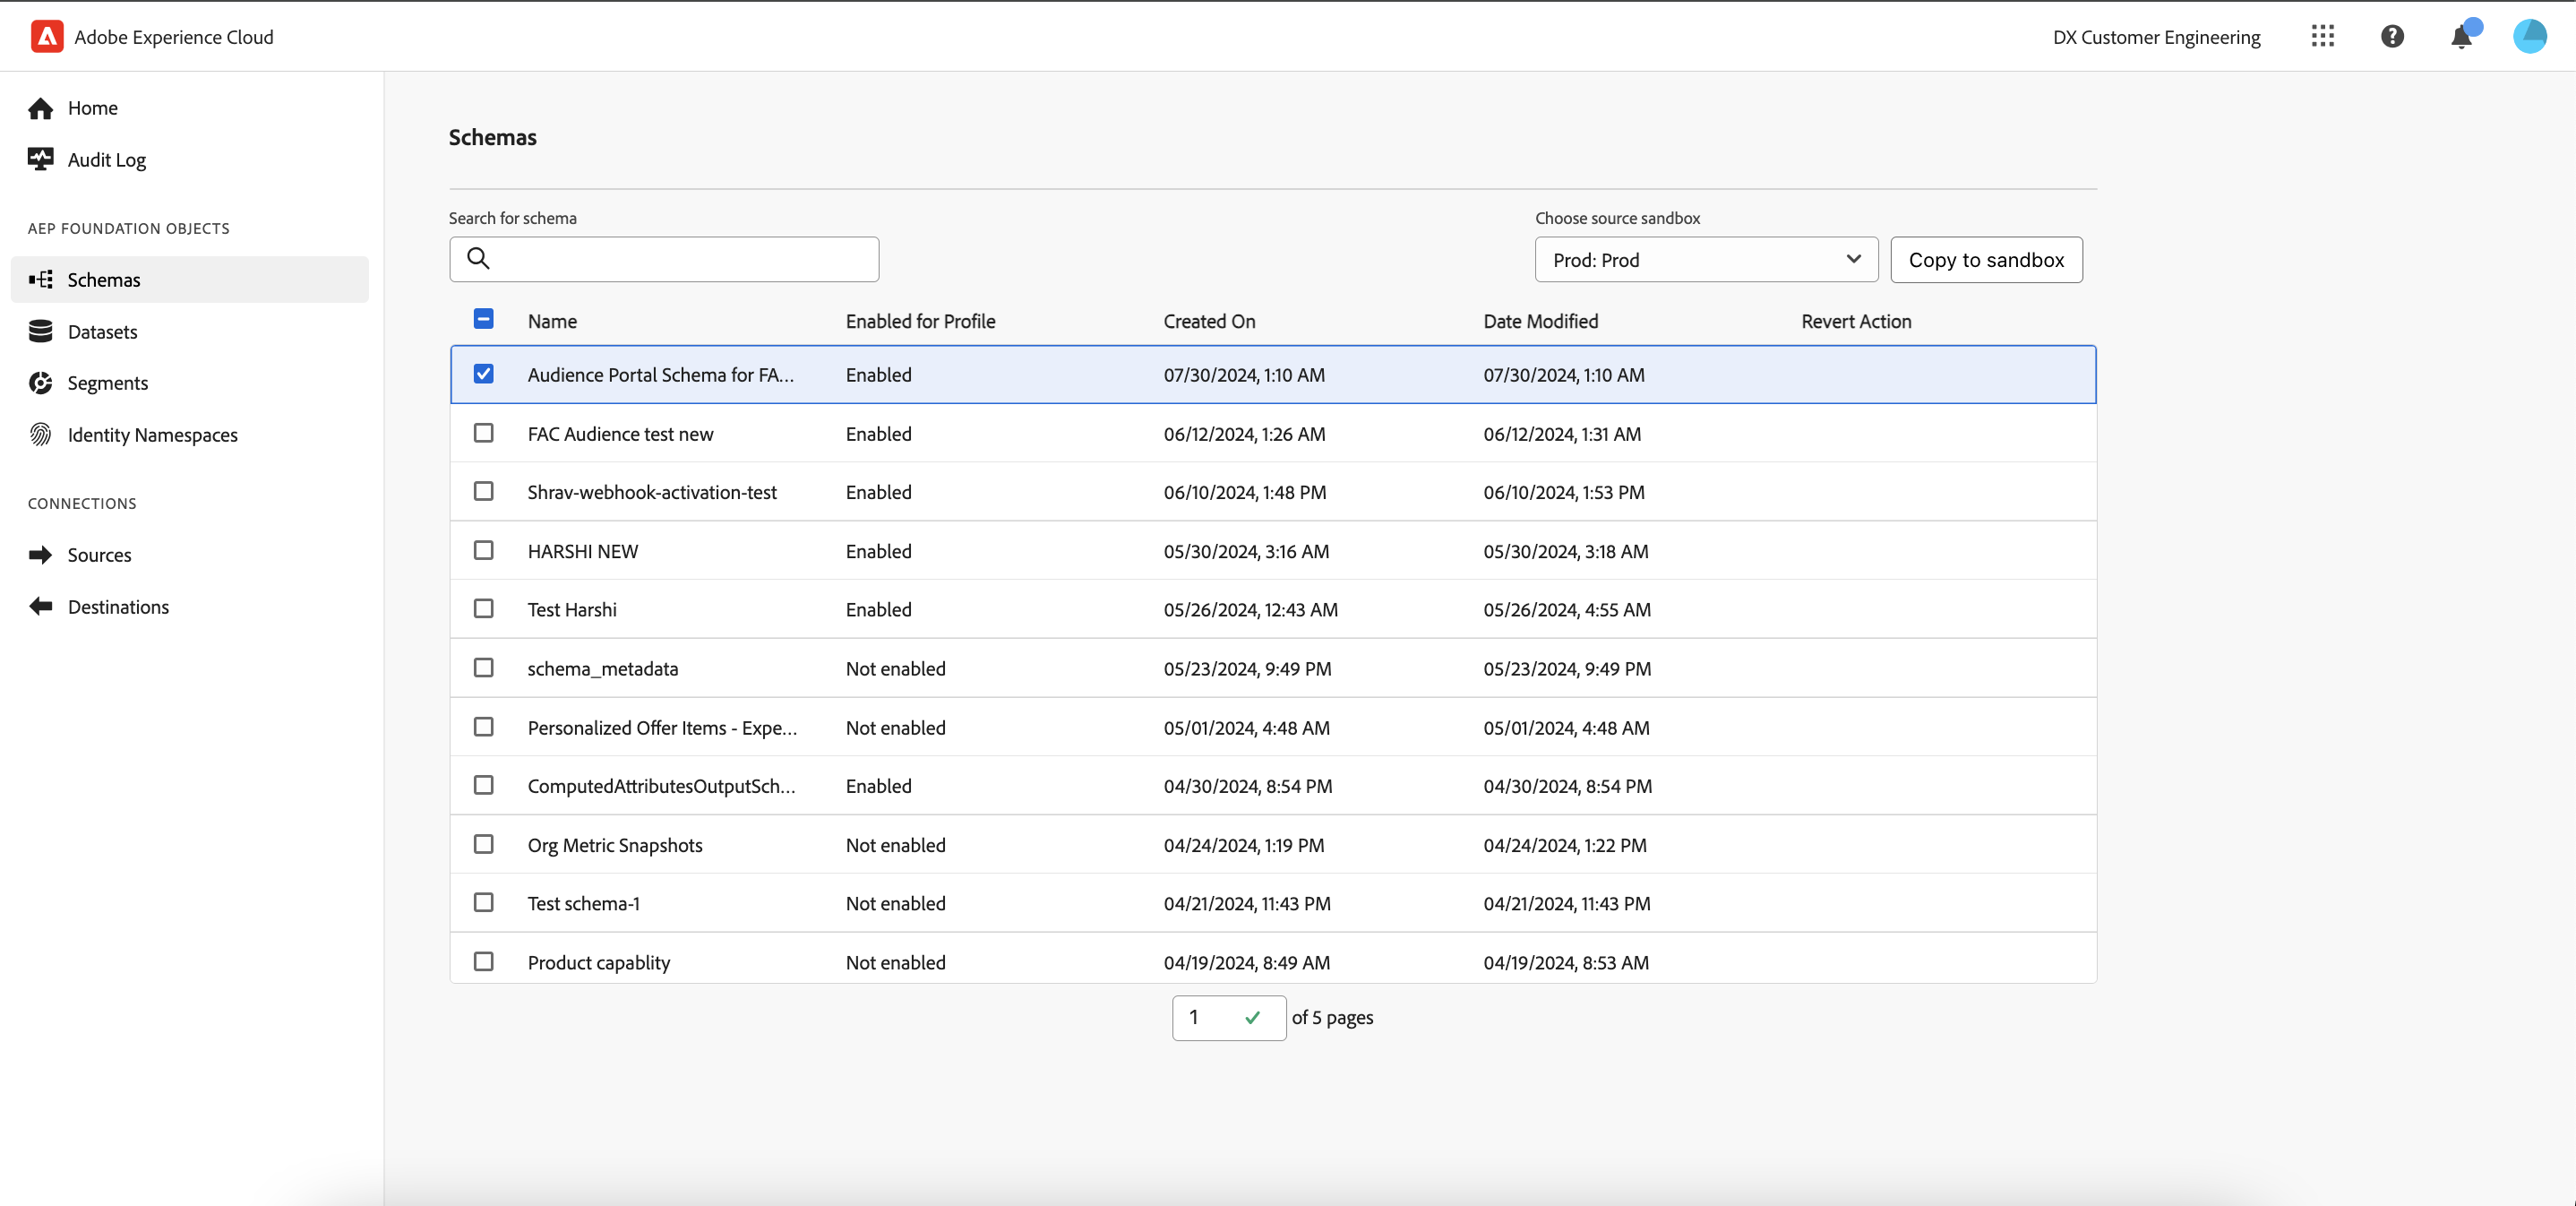 Adobe Experience Cloud
DX Customer Engineering
Home
Audit Log
AEP FOUNDATION OBJECTS
Schemas
Datasets
Segments
Identity Namespaces
CONNECTIONS
Sources
Destinations
Schemas
Search for schema
Choose source sandbox
Prod: Prod
Copy to sandbox
Name Enabled for Profile Created On Date Modified Revert Action
Audience Portal Schema for FA... Enabled 07/30/2024, 1:10 AM 07/30/2024, 1:10 AM
FAC Audience test new Enabled 06/12/2024, 1:26 AM 06/12/2024, 1:31 AM
Shrav-webhook-activation-test Enabled 06/10/2024, 1:48 PM 06/10/2024, 1:53 PM
HARSHI NEW Enabled 05/30/2024, 3:16 AM 05/30/2024, 3:18 AM
Test Harshi Enabled 05/26/2024, 12:43 AM 05/26/2024, 4:55 AM
schema_metadata Not enabled 05/23/2024, 9:49 PM 05/23/2024, 9:49 PM
Personalized Offer Items - Expe... Not enabled 05/01/2024, 4:48 AM 05/01/2024, 4:48 AM
ComputedAttributesOutputSch... Enabled 04/30/2024, 8:54 PM 04/30/2024, 8:54 PM
Org Metric Snapshots Not enabled 04/24/2024, 1:19 PM 04/24/2024, 1:22 PM
Test schema-1 Not enabled 04/21/2024, 11:43 PM 04/21/2024, 11:43 PM
Product capablity Not enabled 04/19/2024, 8:49 AM 04/19/2024, 8:53 AM
1 of 5 pages